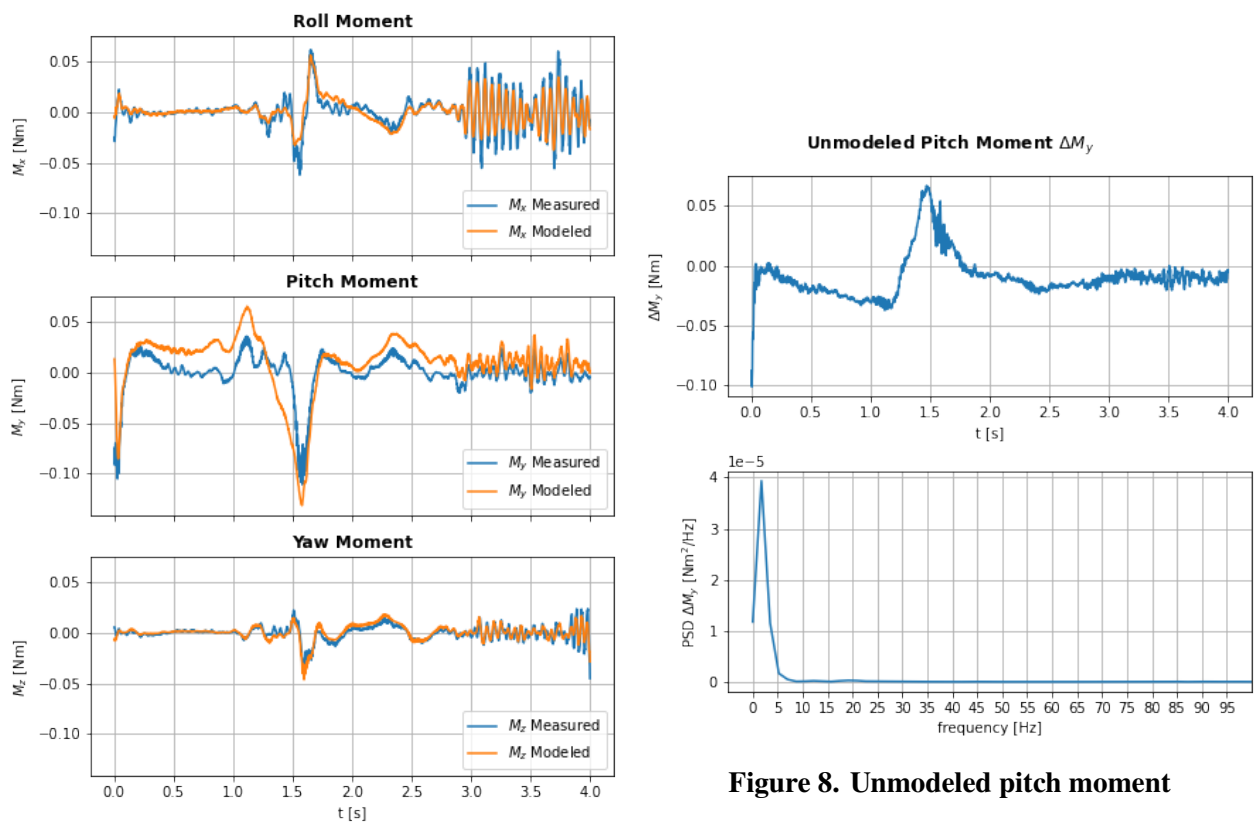 Roll Moment
0.05
0.00
−0.05
−0.10
M_x [Nm]
M_x Measured
M_x Modeled
Pitch Moment
0.05
0.00
−0.05
−0.10
M_y [Nm]
M_y Measured
M_y Modeled
Yaw Moment
0.05
0.00
−0.05
−0.10
M_z [Nm]
M_z Measured
M_z Modeled
0.0 0.5 1.0 1.5 2.0 2.5 3.0 3.5 4.0
t [s]
Unmodeled Pitch Moment ΔM_y
0.05
0.00
−0.05
−0.10
ΔM_y [Nm]
0.0 0.5 1.0 1.5 2.0 2.5 3.0 3.5 4.0
t [s]
1e−5
4
3
2
1
0
PSD ΔM_y [Nm²/Hz]
0 5 10 15 20 25 30 35 40 45 50 55 60 65 70 75 80 85 90 95
frequency [Hz]
Figure 8. Unmodeled pitch moment